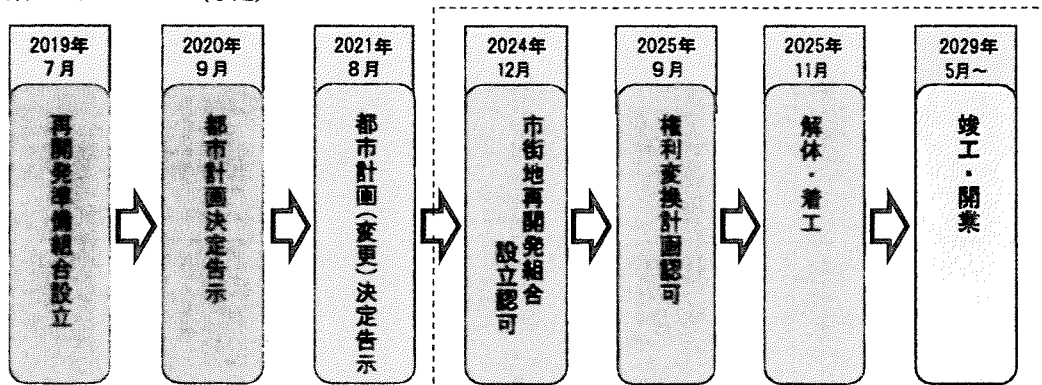 2019年
7月
再開発準備組合設立
2020年
9月
都市計画決定告示
2021年
8月
都市計画(変更)決定告示
2024年
12月
市街地再開発組合
設立認可
2025年
9月
権利変換計画認可
2025年
11月
解体・着工
2029年
5月～
竣工・開業